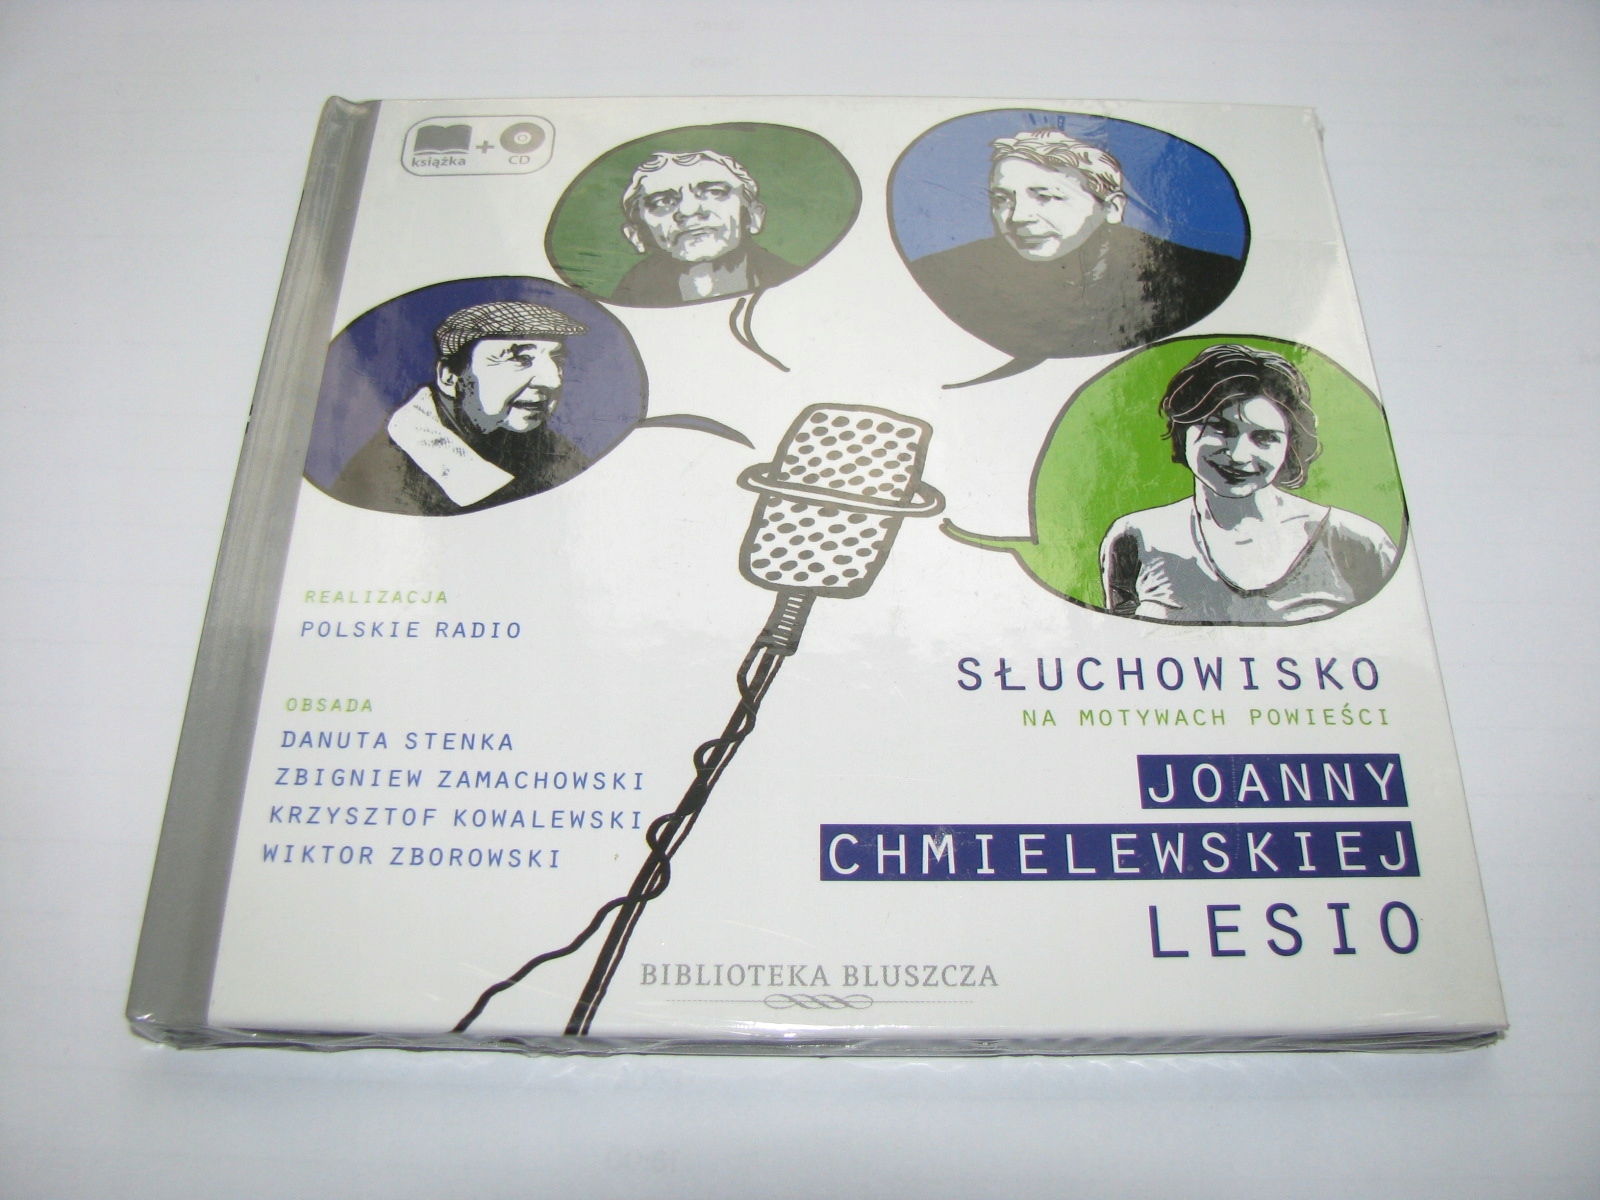 książka + CD
REALIZACJA
POLSKIE RADIO
OBSADA
DANUTA STENKA
ZBIGNIEW ZAMACHOWSKI
KRZYSZTOF KOWALEWSKI
WIKTOR ZBOROWSKI
SŁUCHOWISKO
NA MOTYWACH POWIEŚCI
JOANNY
CHMIELEWSKIEJ
LESIO
BIBLIOTEKA BLUSZCZA